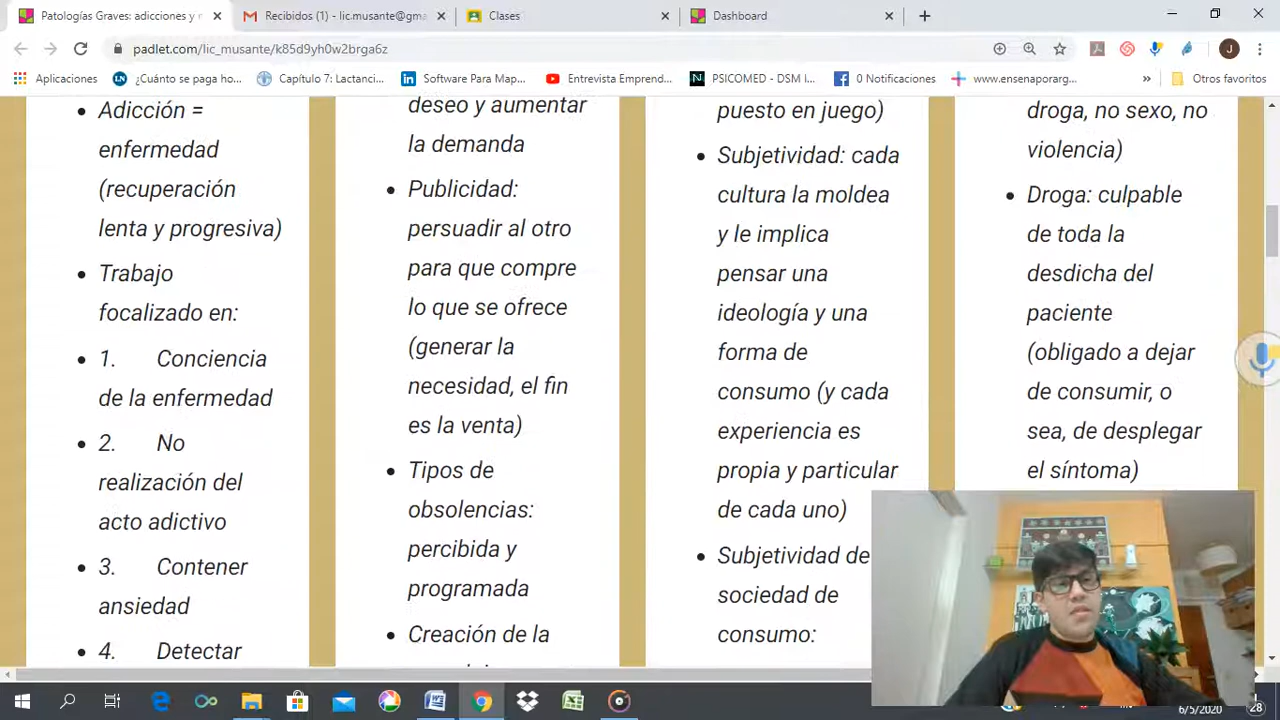 Patologías Graves: adicciones y n
Recibidos (1) - lic.musante@gma
Clases
Dashboard
padlet.com/lic_musante/k85d9yh0w2brga6z
J
Aplicaciones
¿Cuánto se paga ho...
Capítulo 7: Lactanci...
Software Para Map...
Entrevista Emprend...
PSICOMED - DSM I...
0 Notificaciones
www.ensenaporarg...
»
Otros favoritos
Adicción =
enfermedad
(recuperación
lenta y progresiva)
Trabajo
focalizado en:
1. Conciencia
de la enfermedad
2. No
realización del
acto adictivo
3. Contener
ansiedad
4. Detectar
deseo y aumentar
la demanda
Publicidad:
persuadir al otro
para que compre
lo que se ofrece
(generar la
necesidad, el fin
es la venta)
Tipos de
obsolencias:
percibida y
programada
Creación de la
puesto en juego)
Subjetividad: cada
cultura la moldea
y le implica
pensar una
ideología y una
forma de
consumo (y cada
experiencia es
propia y particular
de cada uno)
Subjetividad de
sociedad de
consumo:
droga, no sexo, no
violencia)
Droga: culpable
de toda la
desdicha del
paciente
(obligado a dejar
de consumir, o
sea, de desplegar
el síntoma)
6/5/2020
28